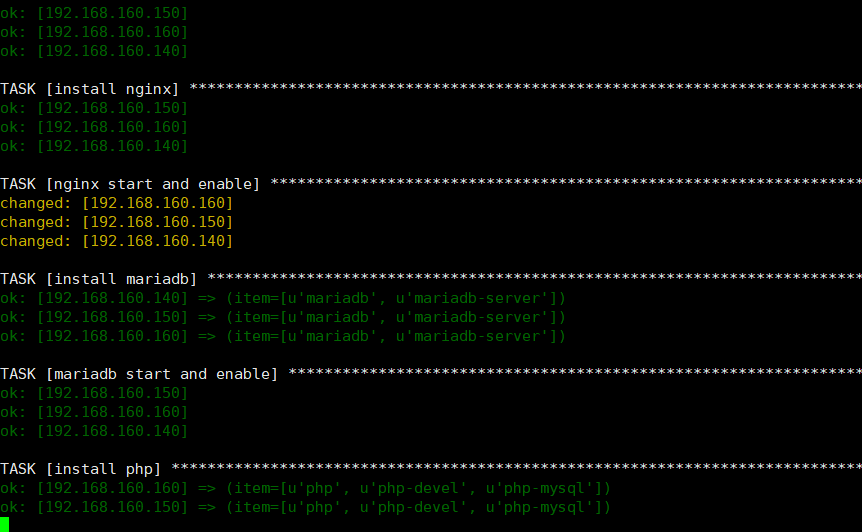 ok: [192.168.160.150]
ok: [192.168.160.160]
ok: [192.168.160.140]
TASK [install nginx] ***************************************************************************
ok: [192.168.160.150]
ok: [192.168.160.160]
ok: [192.168.160.140]
TASK [nginx start and enable] ******************************************************************
changed: [192.168.160.160]
changed: [192.168.160.150]
changed: [192.168.160.140]
TASK [install mariadb] *************************************************************************
ok: [192.168.160.140] => (item=[u'mariadb', u'mariadb-server'])
ok: [192.168.160.150] => (item=[u'mariadb', u'mariadb-server'])
ok: [192.168.160.160] => (item=[u'mariadb', u'mariadb-server'])
TASK [mariadb start and enable] ****************************************************************
ok: [192.168.160.150]
ok: [192.168.160.160]
ok: [192.168.160.140]
TASK [install php] *****************************************************************************
ok: [192.168.160.160] => (item=[u'php', u'php-devel', u'php-mysql'])
ok: [192.168.160.150] => (item=[u'php', u'php-devel', u'php-mysql'])